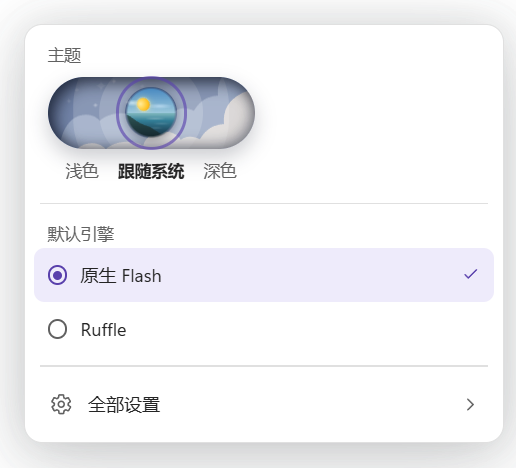 主题
浅色 跟随系统 深色
默认引擎
原生 Flash
Ruffle
全部设置